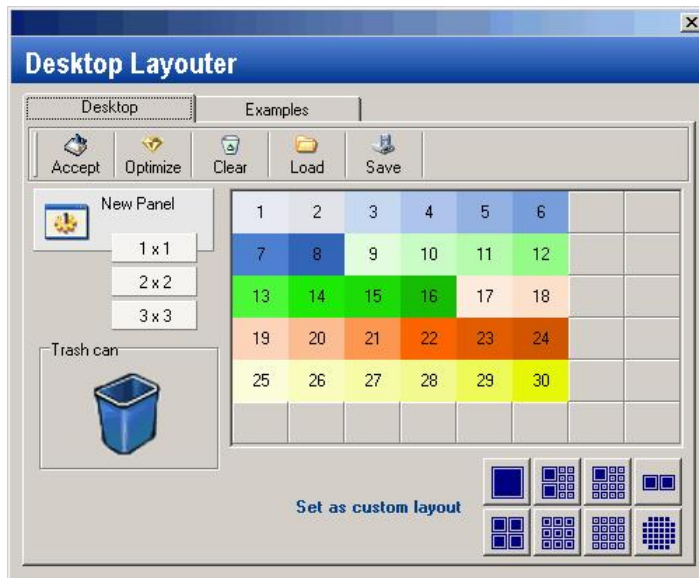 Desktop Layouter
Desktop Examples
Accept Optimize Clear Load Save
New Panel
1 x 1
2 x 2
3 x 3
Trash can
1 2 3 4 5 6
7 8 9 10 11 12
13 14 15 16 17 18
19 20 21 22 23 24
25 26 27 28 29 30
Set as custom layout